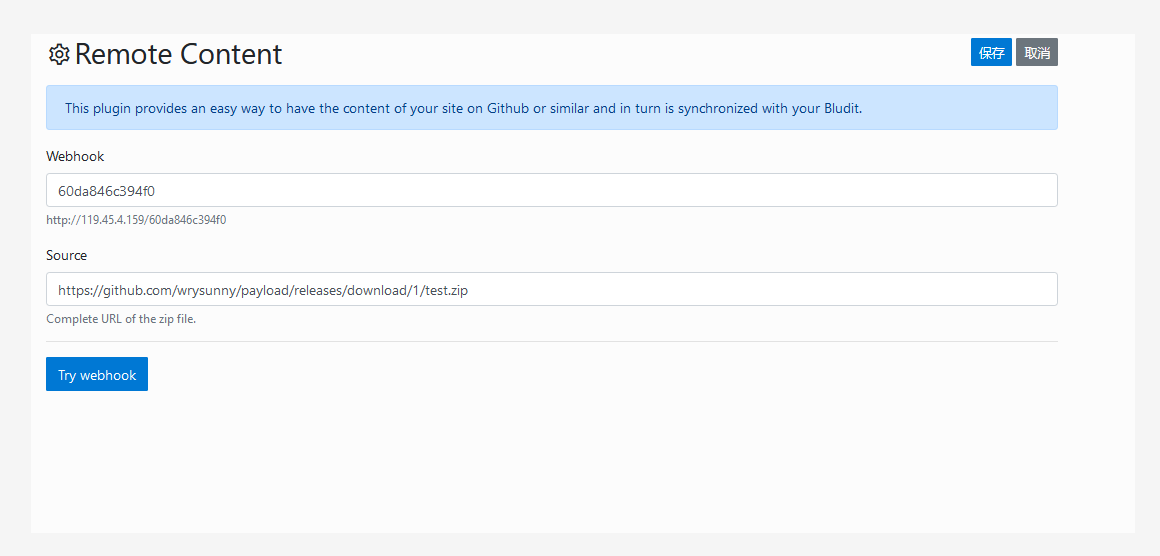 Remote Content
保存 取消
This plugin provides an easy way to have the content of your site on Github or similar and in turn is synchronized with your Bludit.
Webhook
60da846c394f0
http://119.45.4.159/60da846c394f0
Source
https://github.com/wrysunny/payload/releases/download/1/test.zip
Complete URL of the zip file.
Try webhook